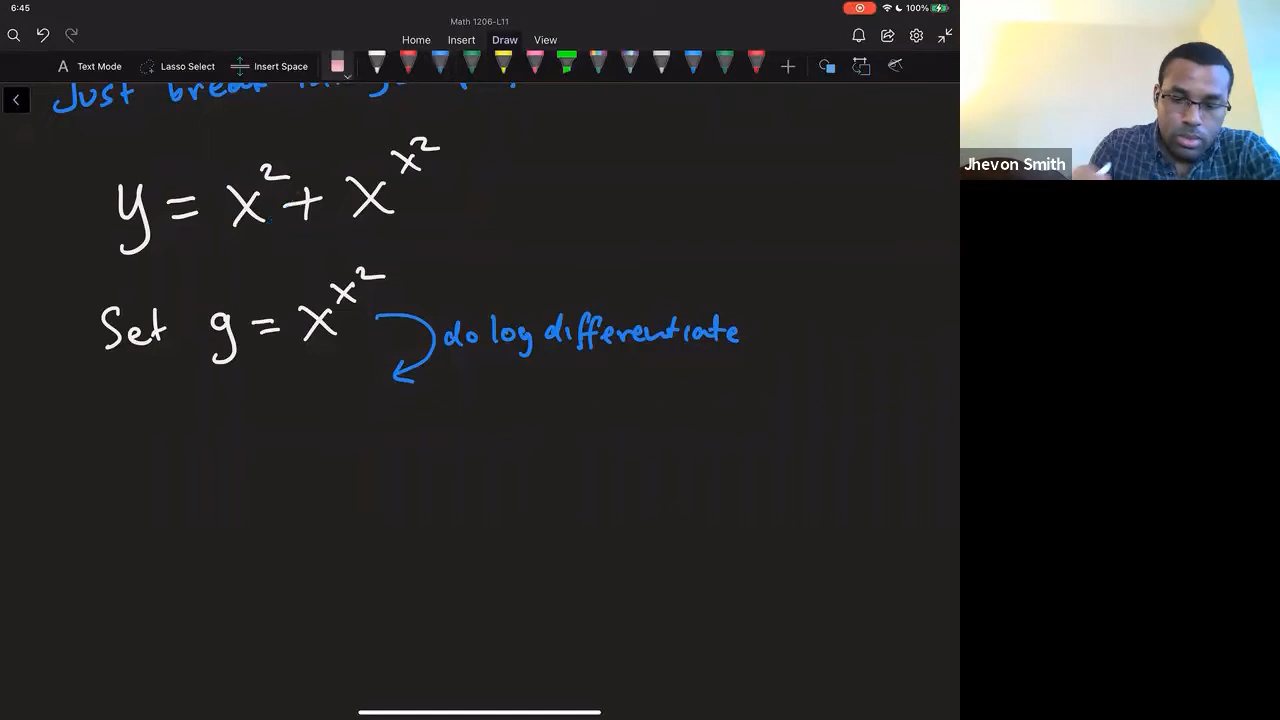 6:45
100%
Math 1206-L11
Home Insert Draw View
A Text Mode Lasso Select Insert Space
Just break
y = x² + x^{x²}
Set g = x^{x²}
do log differentiate
Jhevon Smith